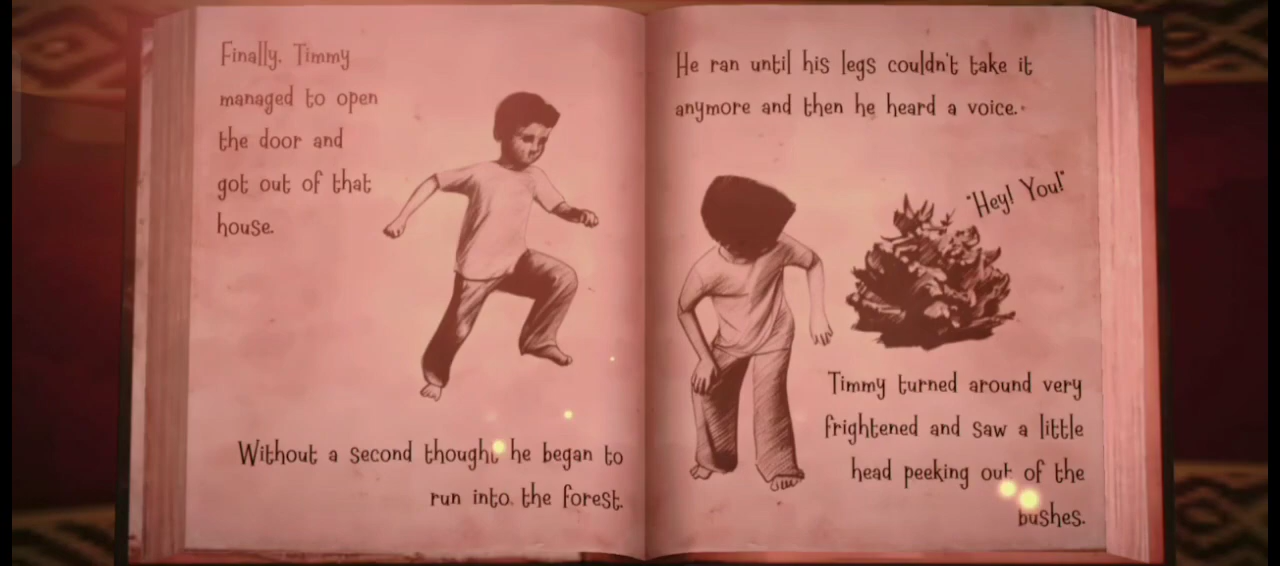 Finally, Timmy
managed to open
the door and
got out of that
house.
Without a second thought he began to
run into the forest.
He ran until his legs couldn't take it
anymore and then he heard a voice.
"Hey! You!"
Timmy turned around very
frightened and saw a little
head peeking out of the
bushes.